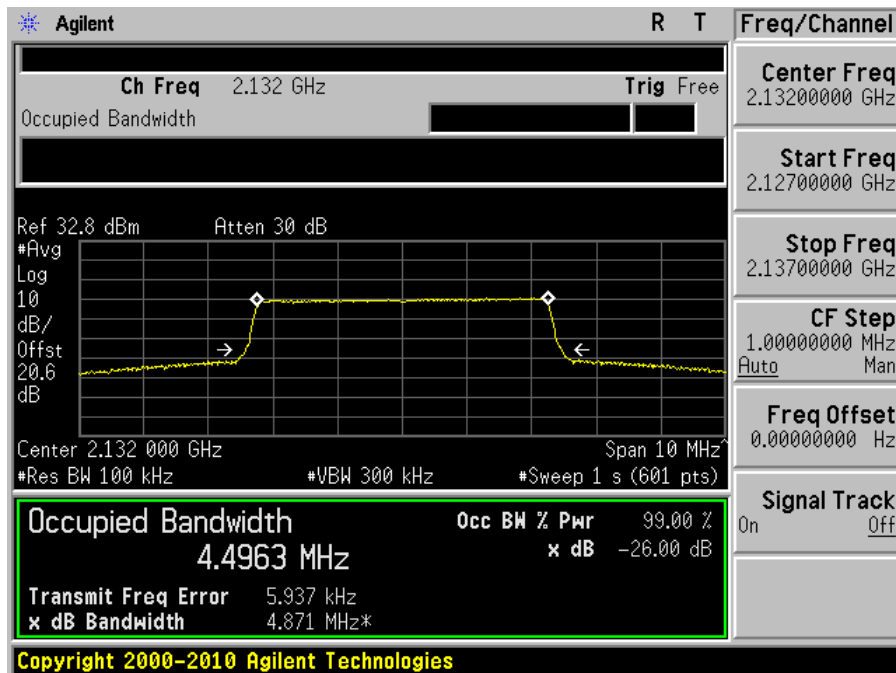 Agilent R T Freq/Channel
Ch Freq 2.132 GHz Trig Free
Occupied Bandwidth
Center Freq
2.13200000 GHz
Start Freq
2.12700000 GHz
Stop Freq
2.13700000 GHz
CF Step
1.00000000 MHz
Auto Man
Freq Offset
0.00000000 Hz
Signal Track
On Off
Ref 32.8 dBm Atten 30 dB
#Avg
Log
10
dB/
Offst
20.6
dB
Center 2.132 000 GHz Span 10 MHz^
#Res BW 100 kHz #VBW 300 kHz #Sweep 1 s (601 pts)
Occupied Bandwidth Occ BW % Pwr 99.00 %
4.4963 MHz x dB -26.00 dB
Transmit Freq Error 5.937 kHz
x dB Bandwidth 4.871 MHz*
Copyright 2000-2010 Agilent Technologies